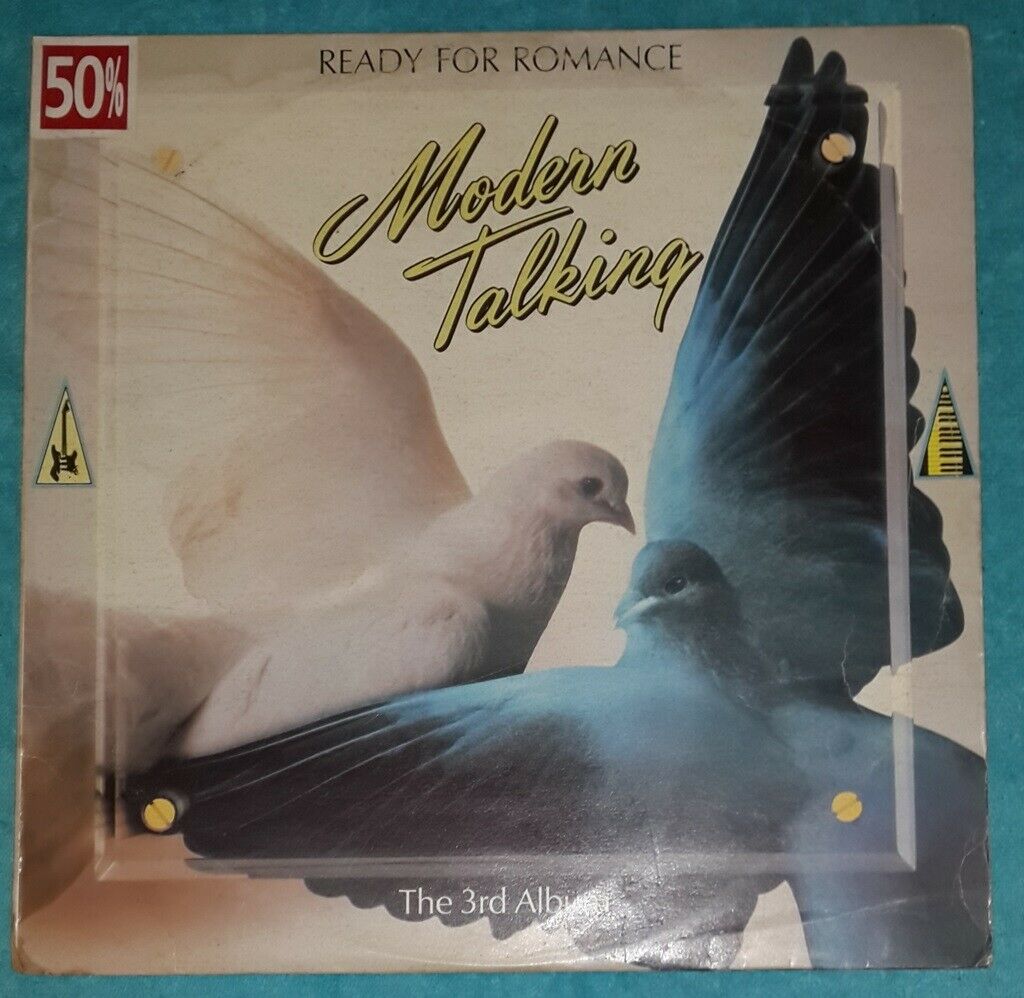 50%
READY FOR ROMANCE
Modern
Talking
The 3rd Album